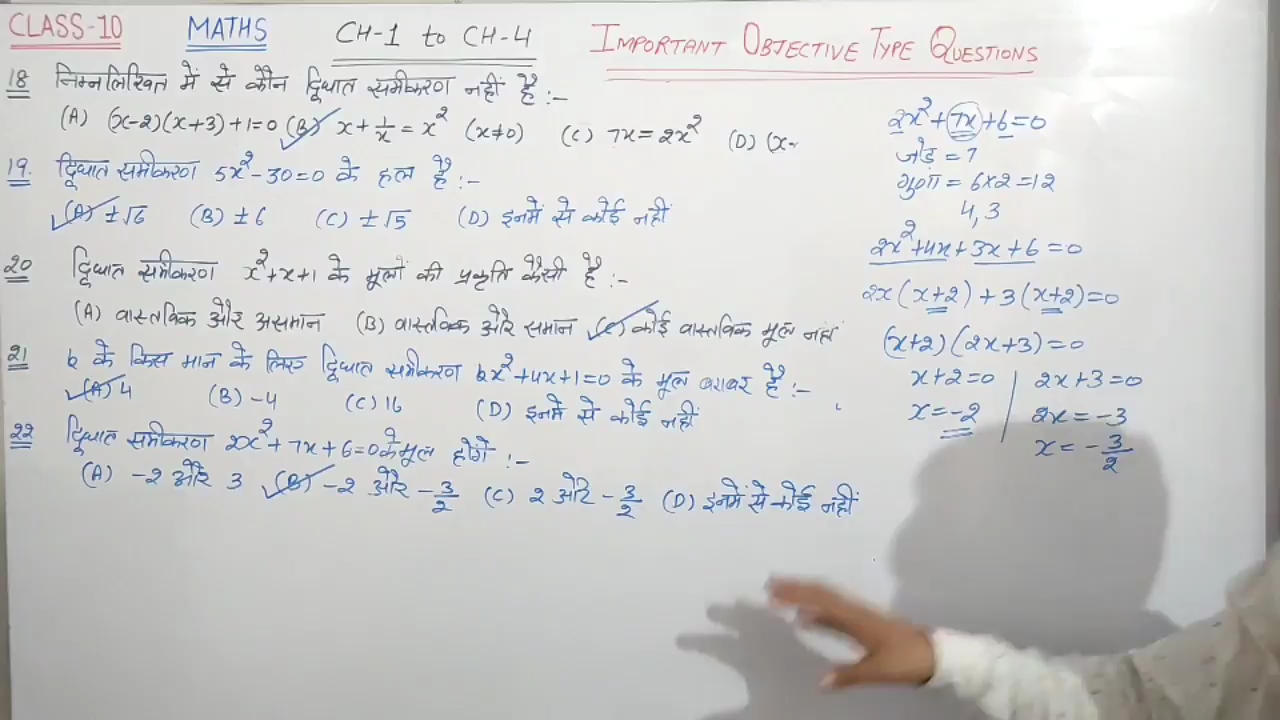 CLASS-10 MATHS CH-1 to CH-4 IMPORTANT OBJECTIVE TYPE QUESTIONS
18 निम्नलिखित में से कौन द्विघात समीकरण नहीं है :-
(A) (x-2)(x+3)+1=0 (B) x + 1/x = x² (x≠0) (C) 7x = 2x² (D) (x-
19. द्विघात समीकरण 5x²-30=0 के हल है :-
(A) ±√6 (B) ±6 (C) ±√5 (D) इनमें से कोई नहीं
20 द्विघात समीकरण x²+x+1 के मूलों की प्रकृति कैसी है :-
(A) वास्तविक और असमान (B) वास्तविक और समान (C) कोई वास्तविक मूल नहीं
21 k के किस मान के लिए द्विघात समीकरण kx²+4x+1=0 के मूल बराबर है :-
(A) 4 (B) -4 (C) 16 (D) इनमें से कोई नहीं
22 द्विघात समीकरण 2x²+7x+6=0 के मूल होंगे :-
(A) -2 और 3 (B) -2 और -3/2 (C) 2 और -3/2 (D) इनमें से कोई नहीं
2x²+7x+6=0
जोड़ = 7
गुणा = 6×2=12
4,3
2x²+4x+3x+6=0
2x(x+2)+3(x+2)=0
(x+2)(2x+3)=0
x+2=0 2x+3=0
x=-2 2x=-3
x=-3/2